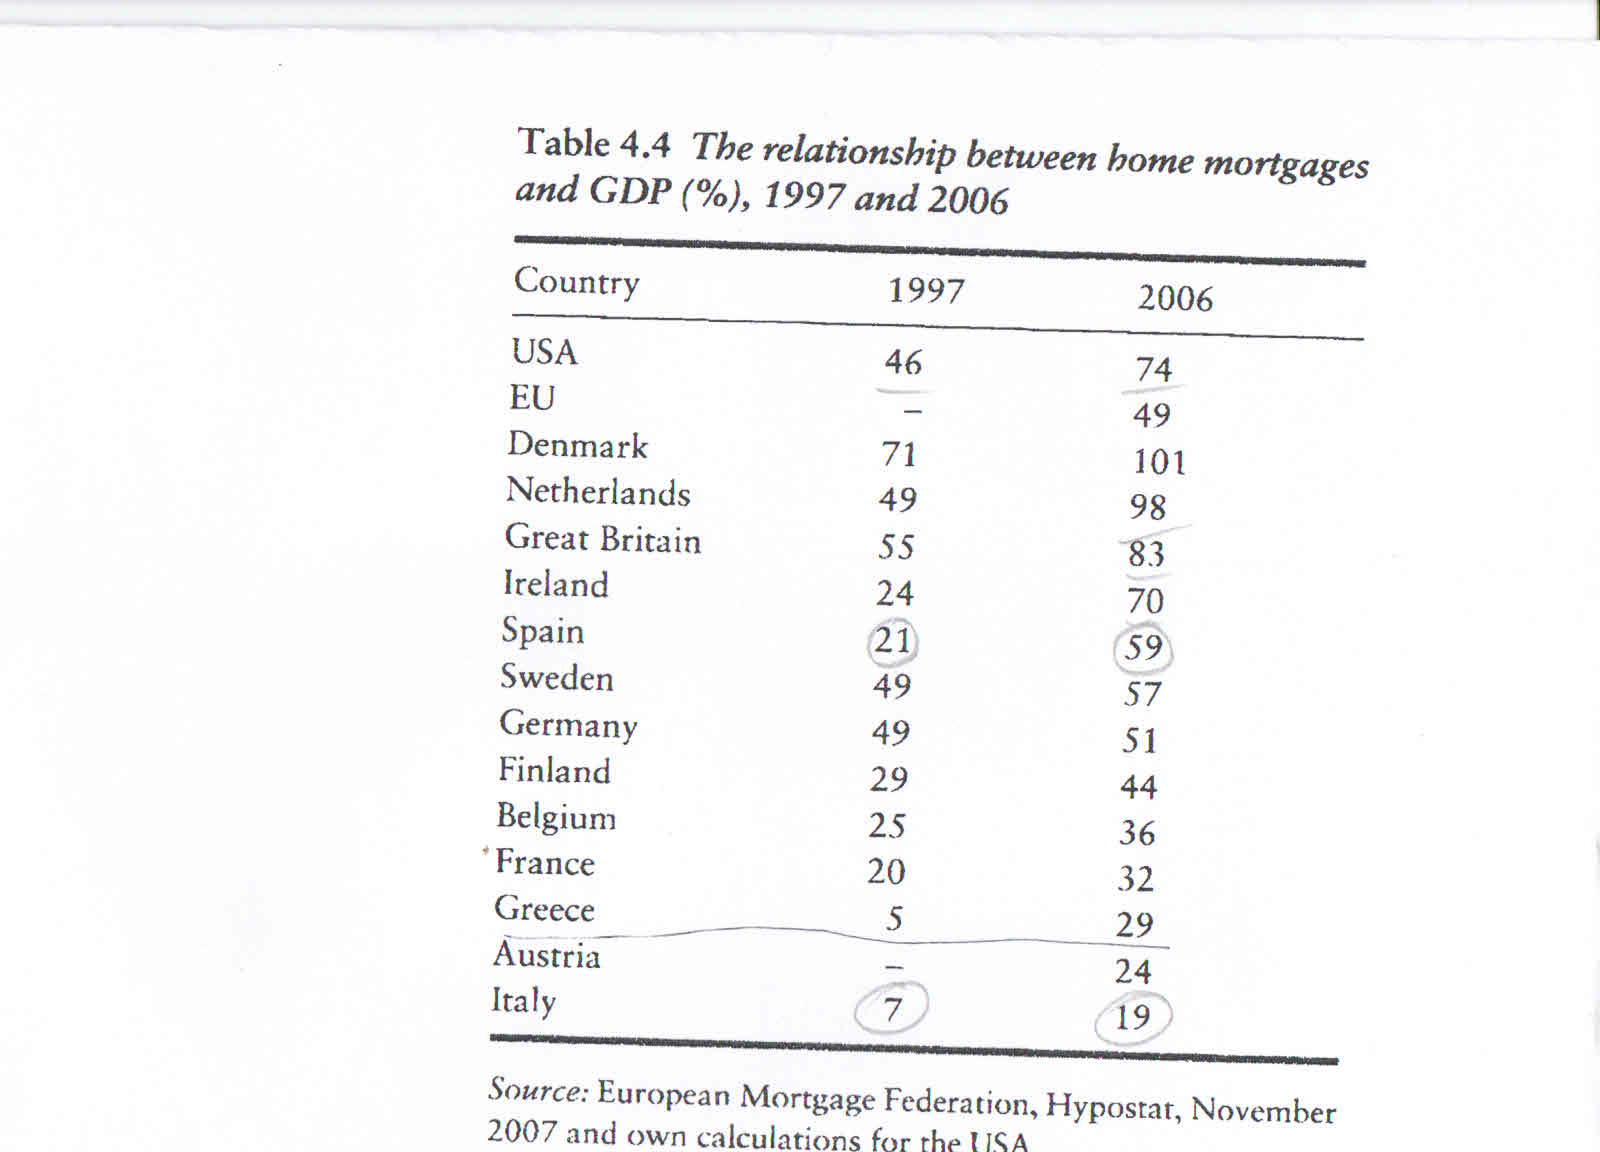 Table 4.4 The relationship between home mortgages
and GDP (%), 1997 and 2006
Country 1997 2006
USA 46 74
EU – 49
Denmark 71 101
Netherlands 49 98
Great Britain 55 83
Ireland 24 70
Spain 21 59
Sweden 49 57
Germany 49 51
Finland 29 44
Belgium 25 36
France 20 32
Greece 5 29
Austria – 24
Italy 7 19
Source: European Mortgage Federation, Hypostat, November
2007 and own calculations for the USA